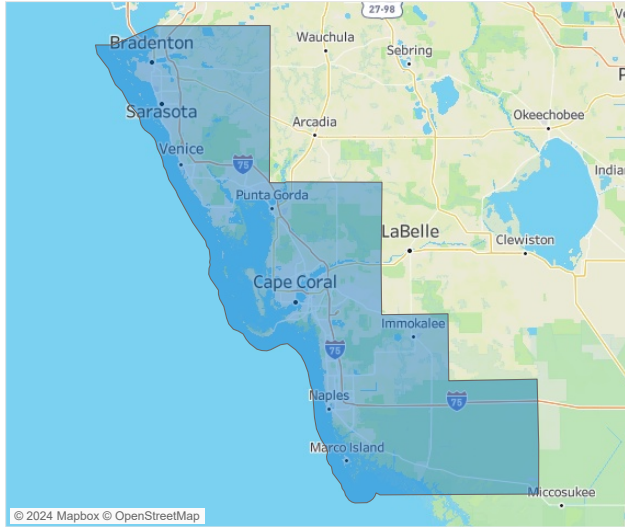 27-98
Wauchula
Bradenton
Sebring
Sarasota
Okeechobee
Arcadia
Venice
75
Punta Gorda
LaBelle
Clewiston
Cape Coral
Immokalee
75
Naples
75
Marco Island
Miccosukee
© 2024 Mapbox © OpenStreetMap